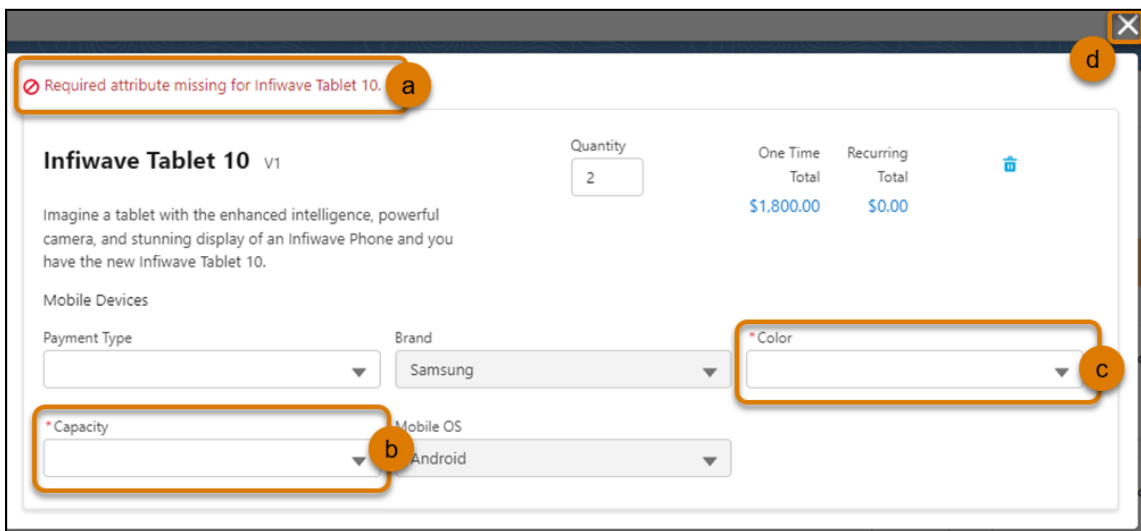 d
Required attribute missing for Infiwave Tablet 10.
a
Infiwave Tablet 10 V1
Quantity
2
One Time
Total
$1,800.00
Recurring
Total
$0.00
Imagine a tablet with the enhanced intelligence, powerful
camera, and stunning display of an Infiwave Phone and you
have the new Infiwave Tablet 10.
Mobile Devices
Payment Type
Brand
Samsung
*Color
c
*Capacity
b
Mobile OS
Android